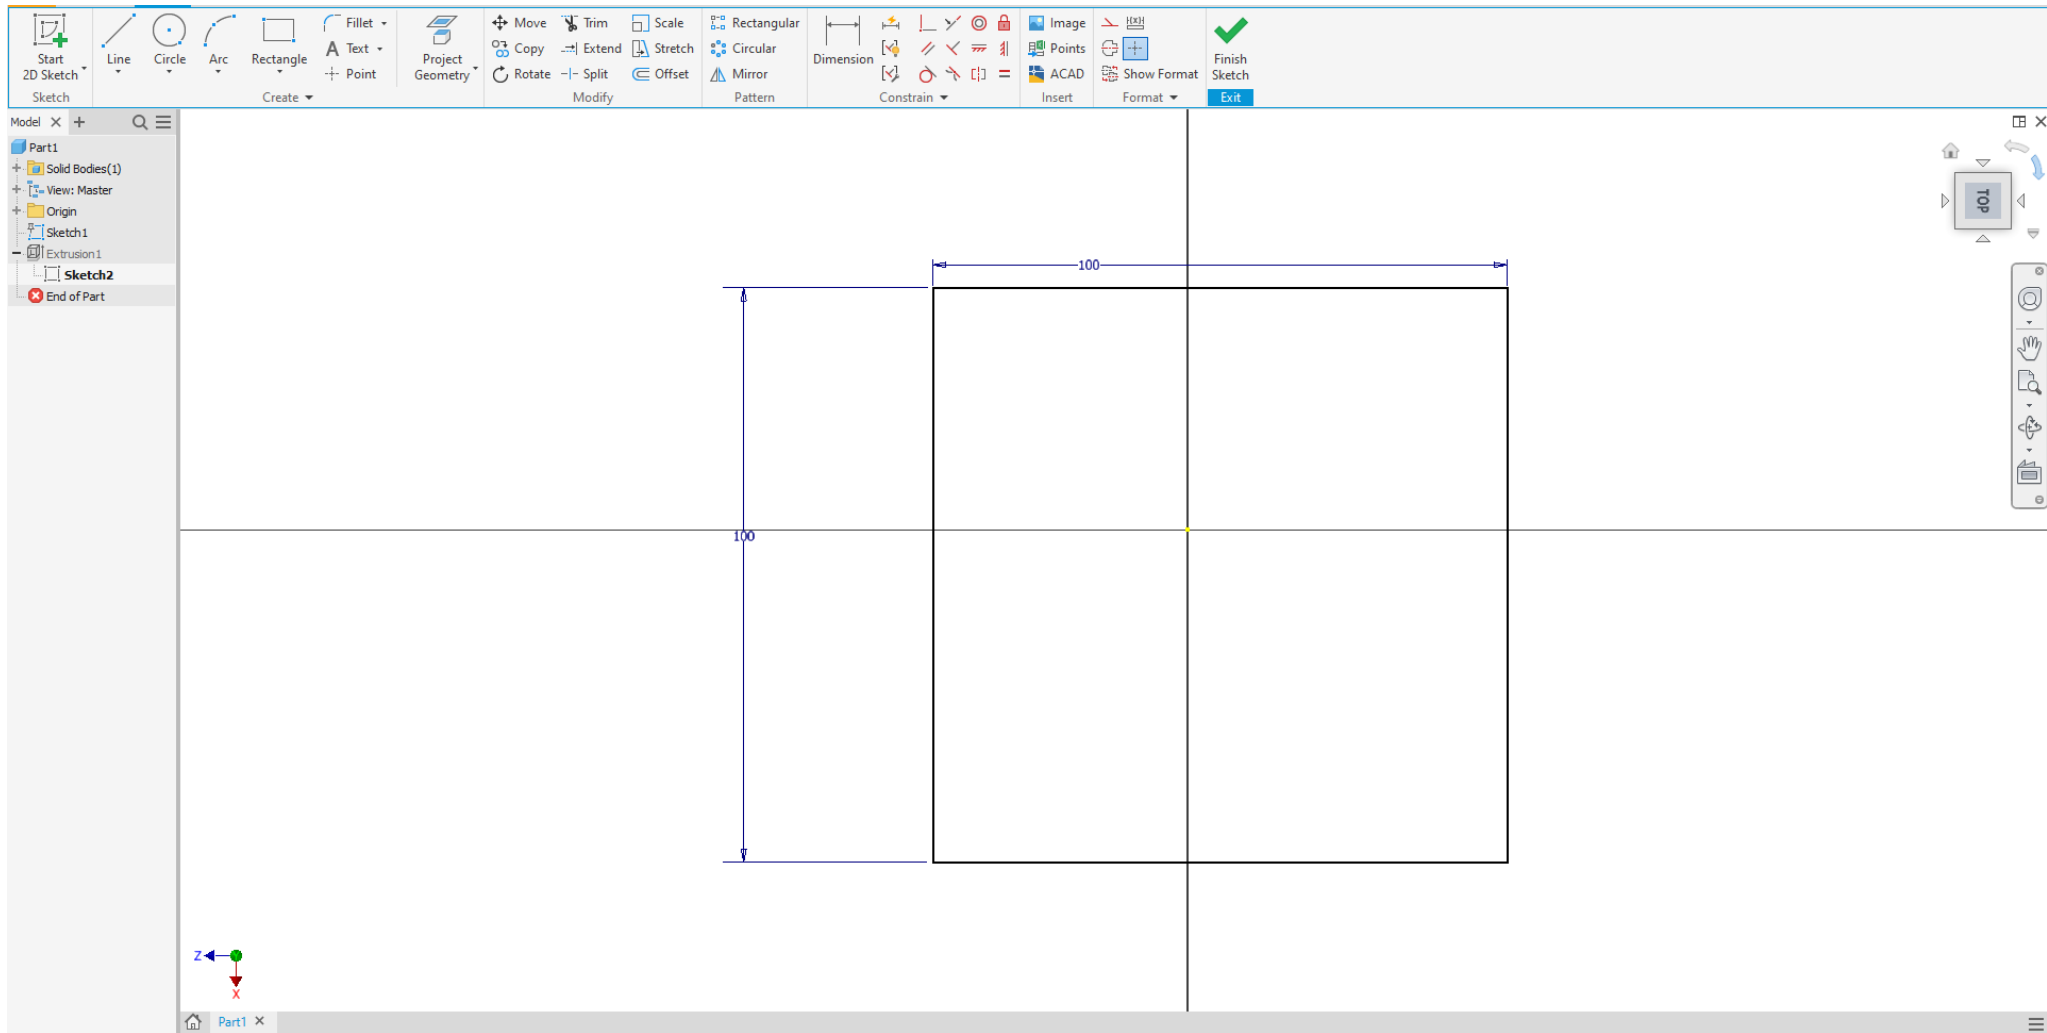 Start
2D Sketch
Sketch
Line
Circle
Arc
Rectangle
Fillet
Text
Point
Create
Project
Geometry
Move
Copy
Rotate
Trim
Extend
Split
Scale
Stretch
Offset
Modify
Rectangular
Circular
Mirror
Pattern
Dimension
Constrain
Image
Points
ACAD
Insert
Show Format
Format
Finish
Sketch
Exit
Model
Part1
Solid Bodies(1)
View: Master
Origin
Sketch1
Extrusion1
Sketch2
End of Part
TOP
100
100
Z
X
Part1